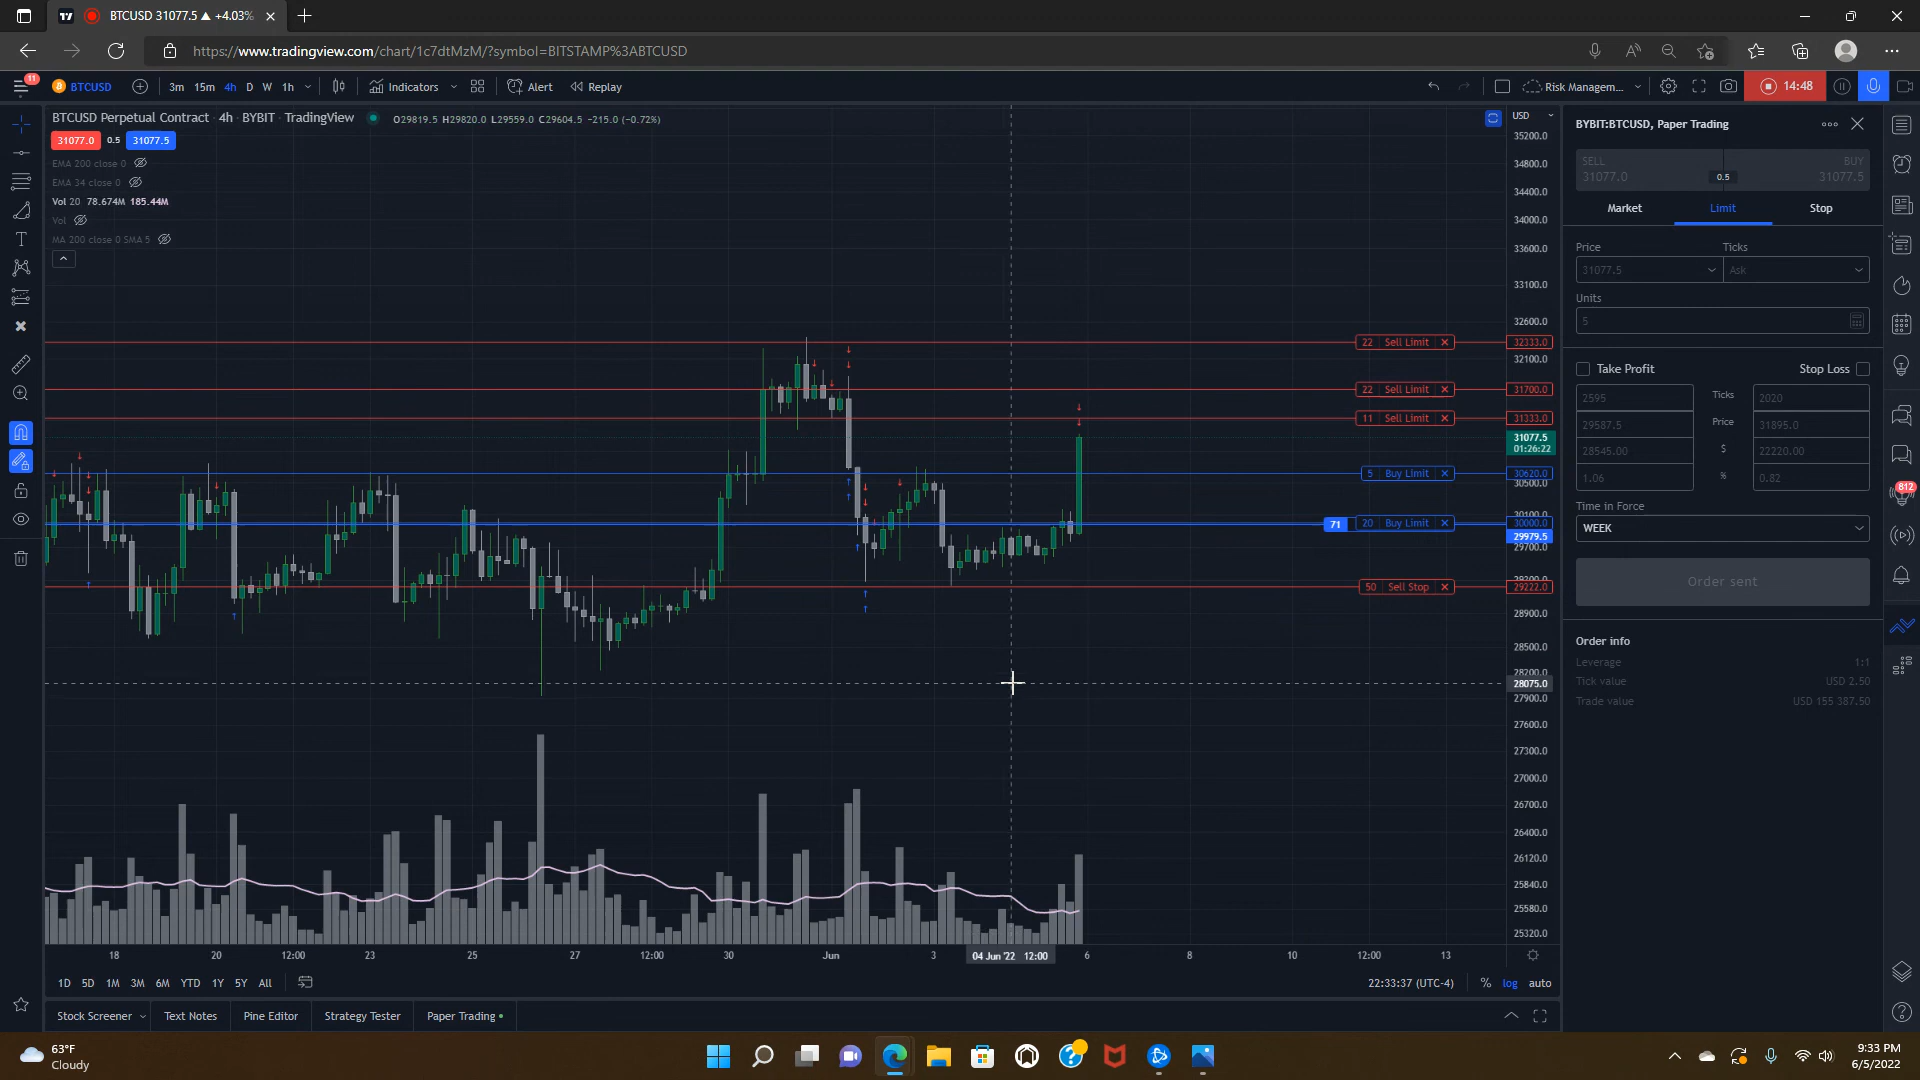 BTCUSD 31077.5 ▲ +4.03%
https://www.tradingview.com/chart/1c7dtMzM/?symbol=BITSTAMP%3ABTCUSD
11
BTCUSD
3m 15m 4h D W 1h
Indicators
Alert
Replay
Risk Managem...
14:48
BTCUSD Perpetual Contract · 4h · BYBIT · TradingView
O29819.5 H29820.0 L29559.0 C29604.5 −215.0 (−0.72%)
31077.0 0.5 31077.5
EMA 200 close 0
EMA 34 close 0
Vol 20 78.674M 185.44M
Vol
MA 200 close 0 SMA 5
USD
35200.0
34800.0
34400.0
34000.0
33600.0
33100.0
32600.0
22 Sell Limit 32333.0
32100.0
22 Sell Limit 31700.0
11 Sell Limit 31333.0
31077.5
01:26:22
5 Buy Limit 30620.0
30500.0
30100.0
71 20 Buy Limit 30000.0
29979.5
29700.0
29200.0
50 Sell Stop 29222.0
28900.0
28500.0
28200.0
28075.0
27900.0
27600.0
27300.0
27000.0
26700.0
26400.0
26120.0
25840.0
25580.0
25320.0
18 20 12:00 23 25 27 12:00 30 Jun 3 04 Jun '22 12:00 6 8 10 12:00 13
1D 5D 1M 3M 6M YTD 1Y 5Y All
22:33:37 (UTC-4) % log auto
Stock Screener Text Notes Pine Editor Strategy Tester Paper Trading
BYBIT:BTCUSD, Paper Trading
SELL BUY
31077.0 0.5 31077.5
Market Limit Stop
Price Ticks
31077.5 Ask
Units
5
Take Profit Stop Loss
2595 Ticks 2020
29587.5 Price 31895.0
28545.00 $ 22220.00
1.06 % 0.82
Time in Force
WEEK
Order sent
Order info
Leverage 1:1
Tick value USD 2.50
Trade value USD 155 387.50
812
63°F
Cloudy
9:33 PM
6/5/2022